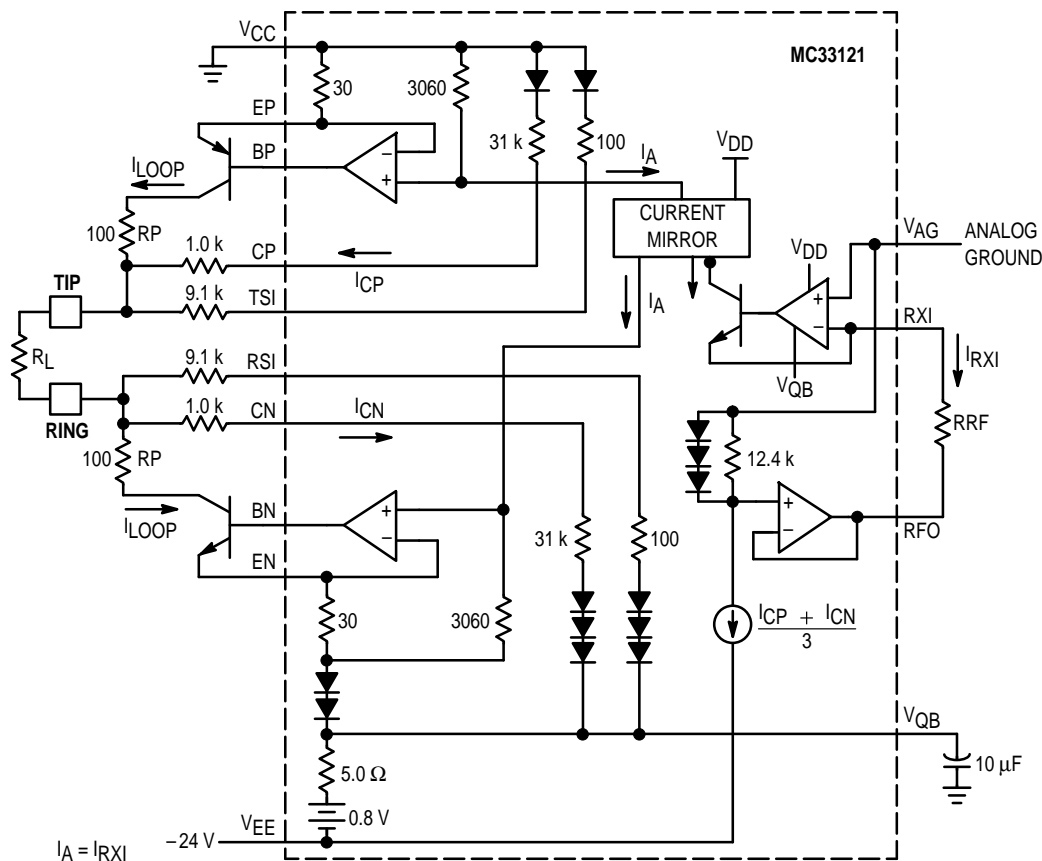 VCC
MC33121
30
3060
EP
31 k
100
VDD
BP
IA
ILOOP
−
+
CURRENT MIRROR
VAG
ANALOG GROUND
100
RP
VDD
1.0 k
CP
ICP
+
−
RXI
TIP
IA
9.1 k
TSI
IRXI
RL
9.1 k
RSI
VQB
1.0 k
CN
ICN
RRF
RING
12.4 k
100
RP
+
−
ILOOP
BN
+
−
31 k
100
RFO
EN
30
3060
ICP + ICN
3
VQB
5.0 Ω
10 μF
0.8 V
VEE
−24 V
IA = IRXI